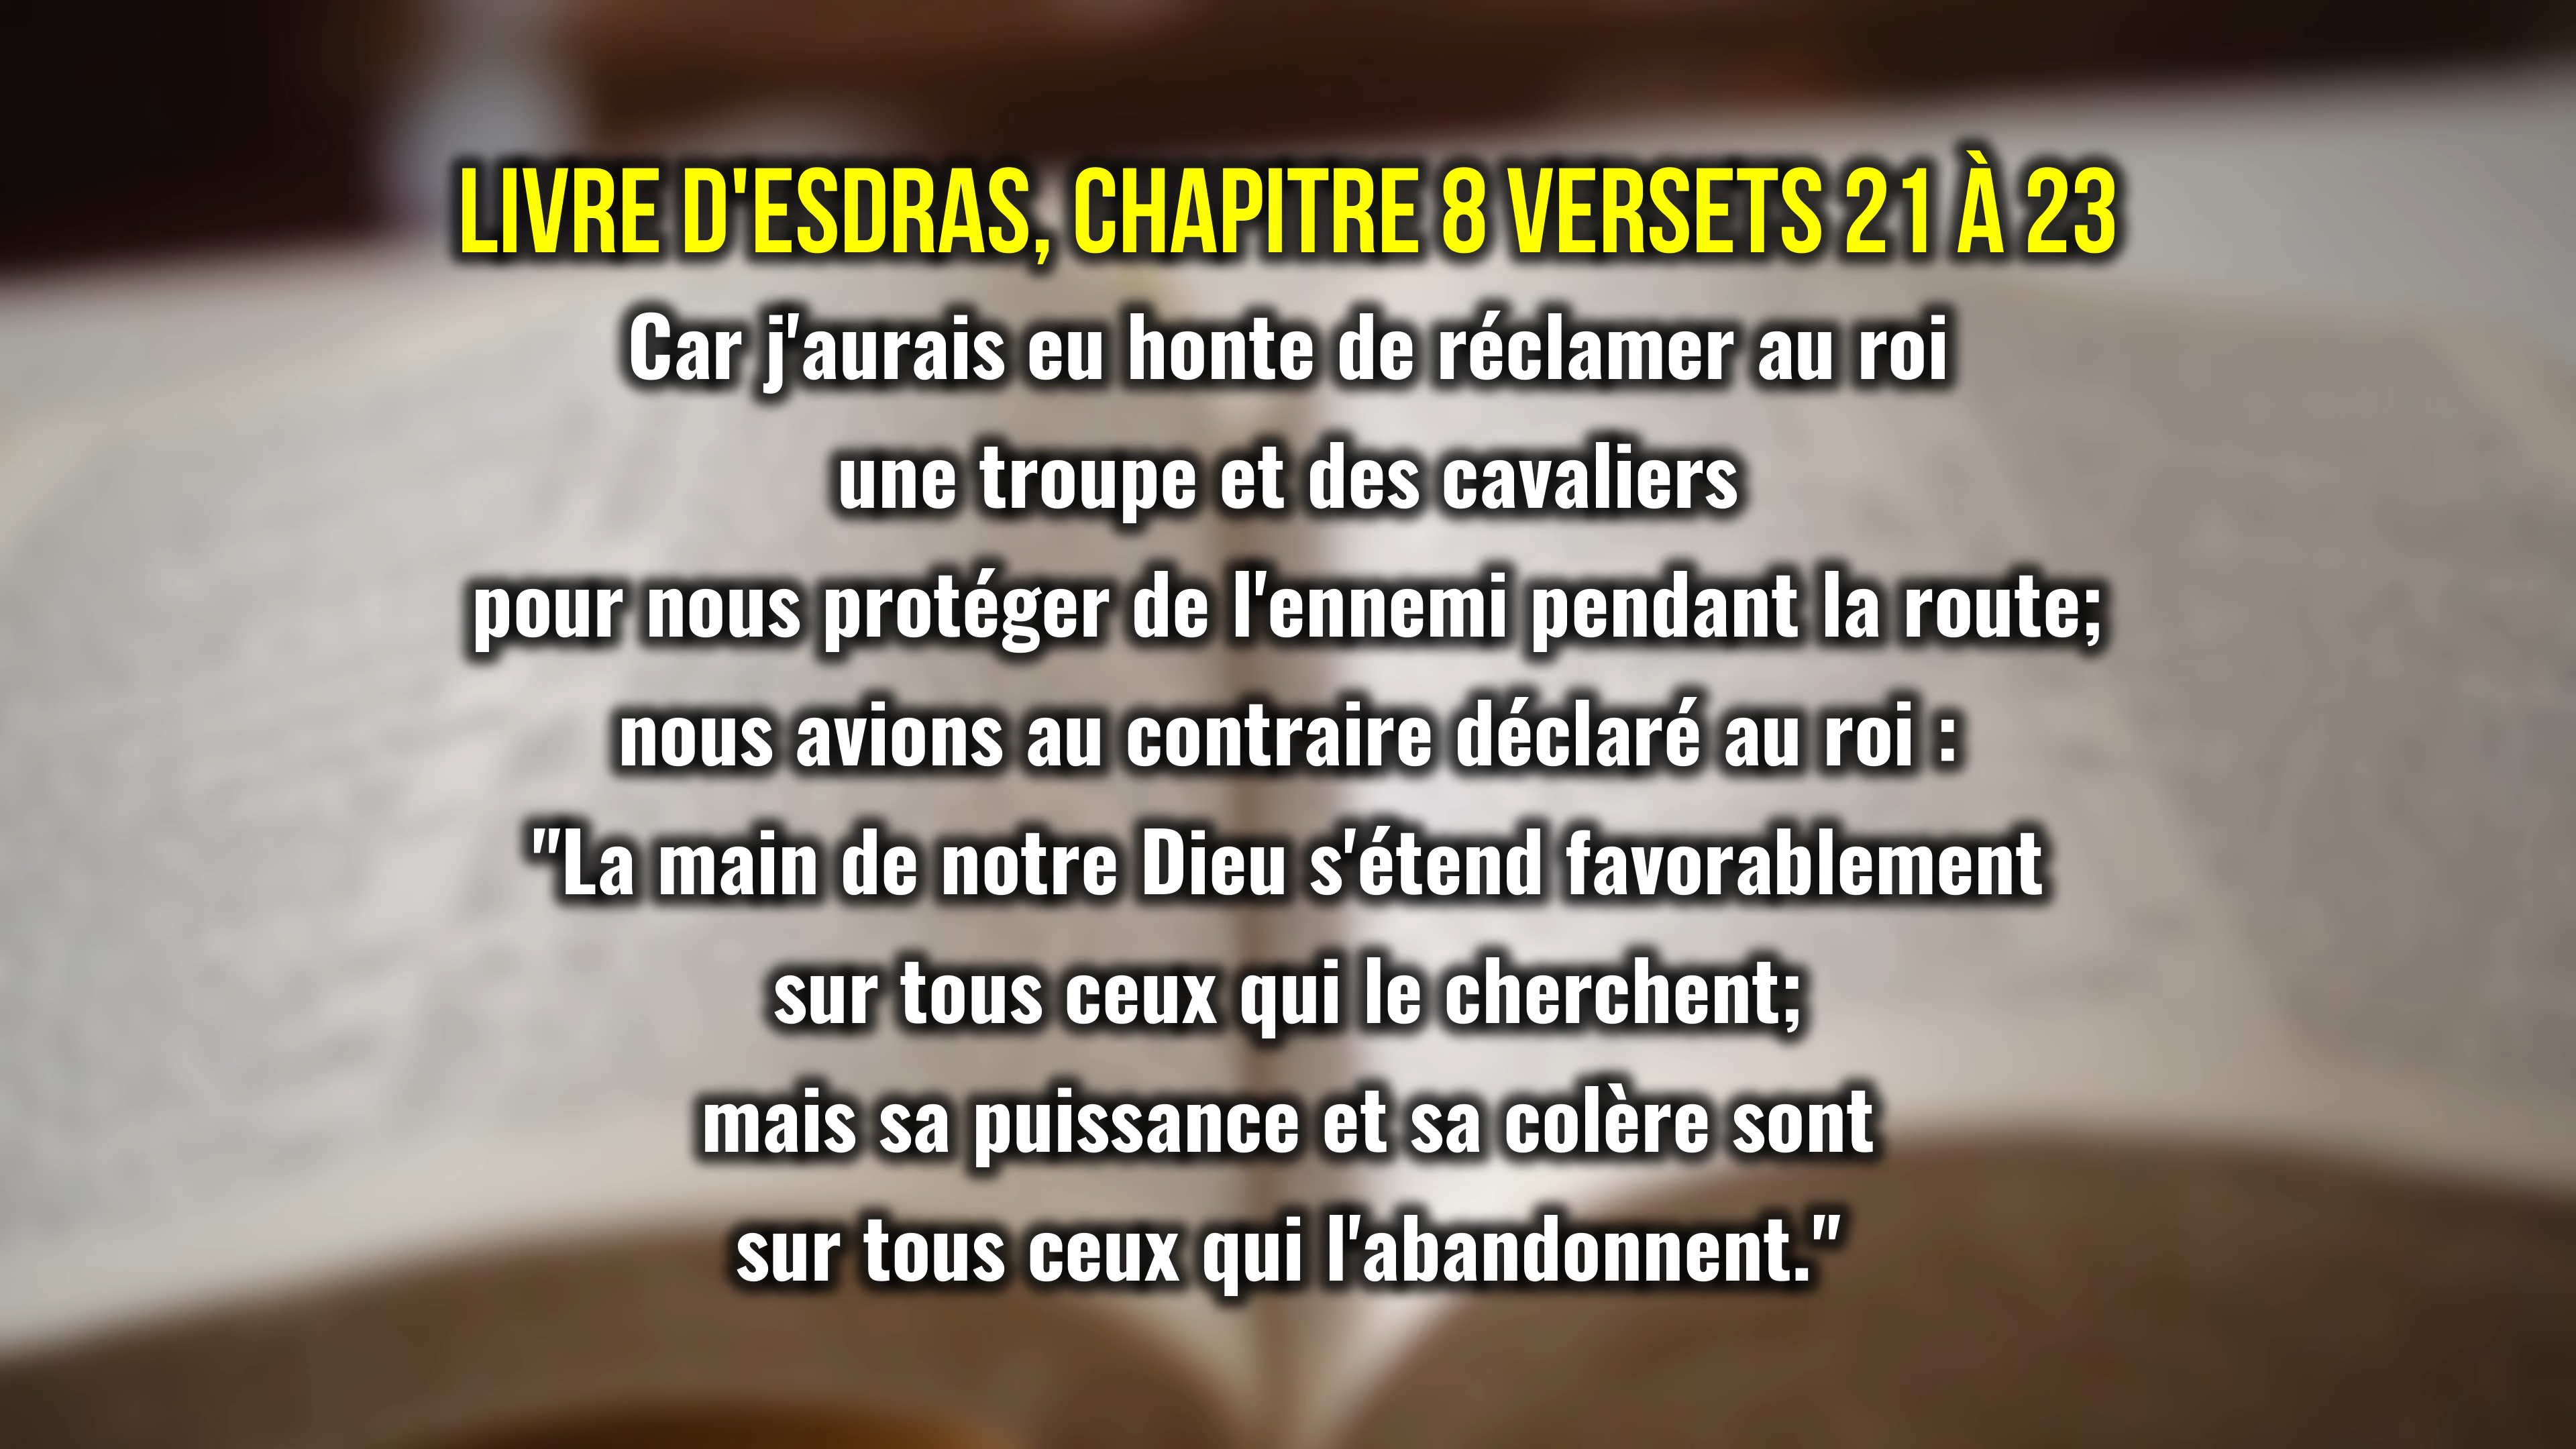 LIVRE D'ESDRAS, CHAPITRE 8 VERSETS 21 À 23
Car j'aurais eu honte de réclamer au roi
une troupe et des cavaliers
pour nous protéger de l'ennemi pendant la route;
nous avions au contraire déclaré au roi :
"La main de notre Dieu s'étend favorablement
sur tous ceux qui le cherchent;
mais sa puissance et sa colère sont
sur tous ceux qui l'abandonnent."